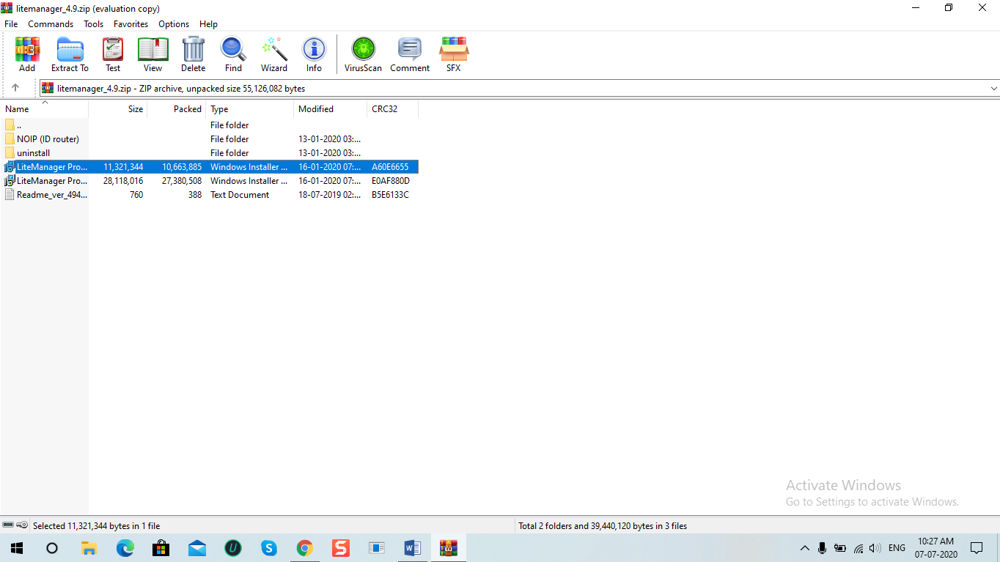 litemanager_4.9.zip (evaluation copy)
File Commands Tools Favorites Options Help
Add Extract To Test View Delete Find Wizard Info VirusScan Comment SFX
litemanager_4.9.zip - ZIP archive, unpacked size 55,126,082 bytes
Name Size Packed Type Modified CRC32
.. File folder
NOIP (ID router) File folder 13-01-2020 03:...
uninstall File folder 13-01-2020 03:...
LiteManager Pro... 11,321,344 10,663,885 Windows Installer ... 16-01-2020 07:... A60E6655
LiteManager Pro... 28,118,016 27,380,508 Windows Installer ... 16-01-2020 07:... E0AF880D
Readme_ver_494... 760 388 Text Document 18-07-2019 02:... B5E6133C
Activate Windows
Go to Settings to activate Windows.
Selected 11,321,344 bytes in 1 file Total 2 folders and 39,440,120 bytes in 3 files
ENG 10:27 AM
07-07-2020